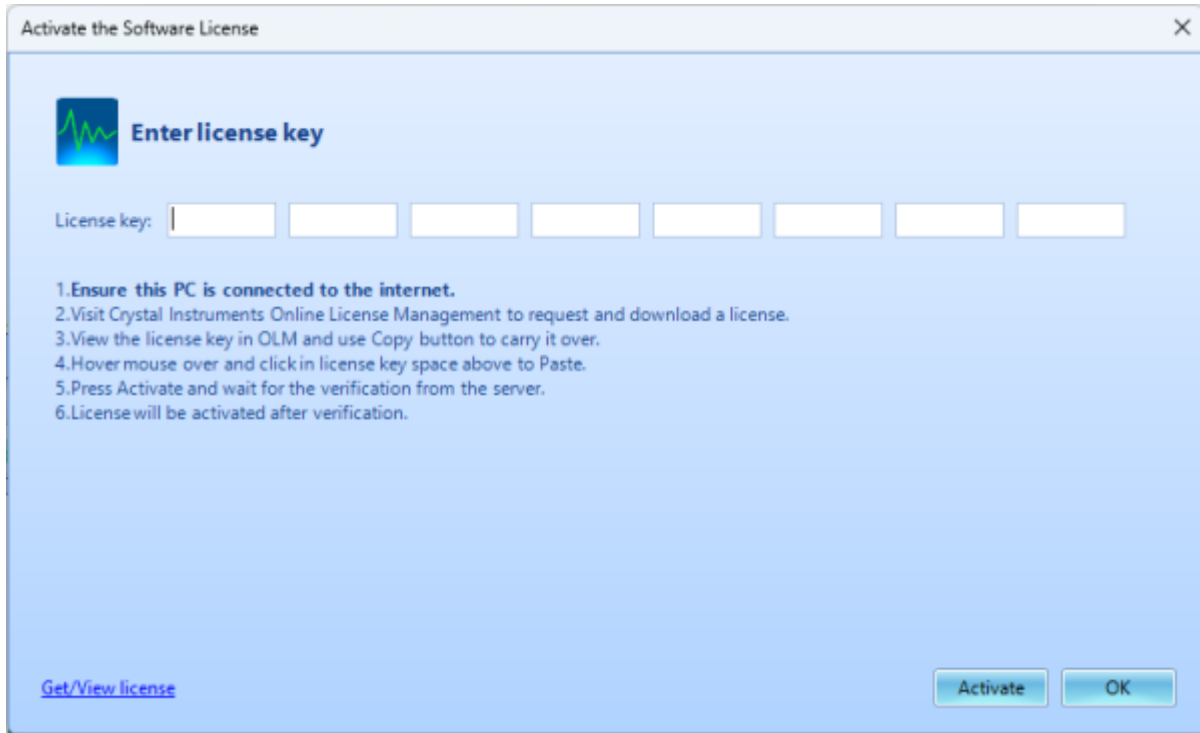 Activate the Software License
Enter license key
License key:
1.Ensure this PC is connected to the internet.
2.Visit Crystal Instruments Online License Management to request and download a license.
3.View the license key in OLM and use Copy button to carry it over.
4.Hover mouse over and click in license key space above to Paste.
5.Press Activate and wait for the verification from the server.
6.License will be activated after verification.
Get/View license
Activate
OK